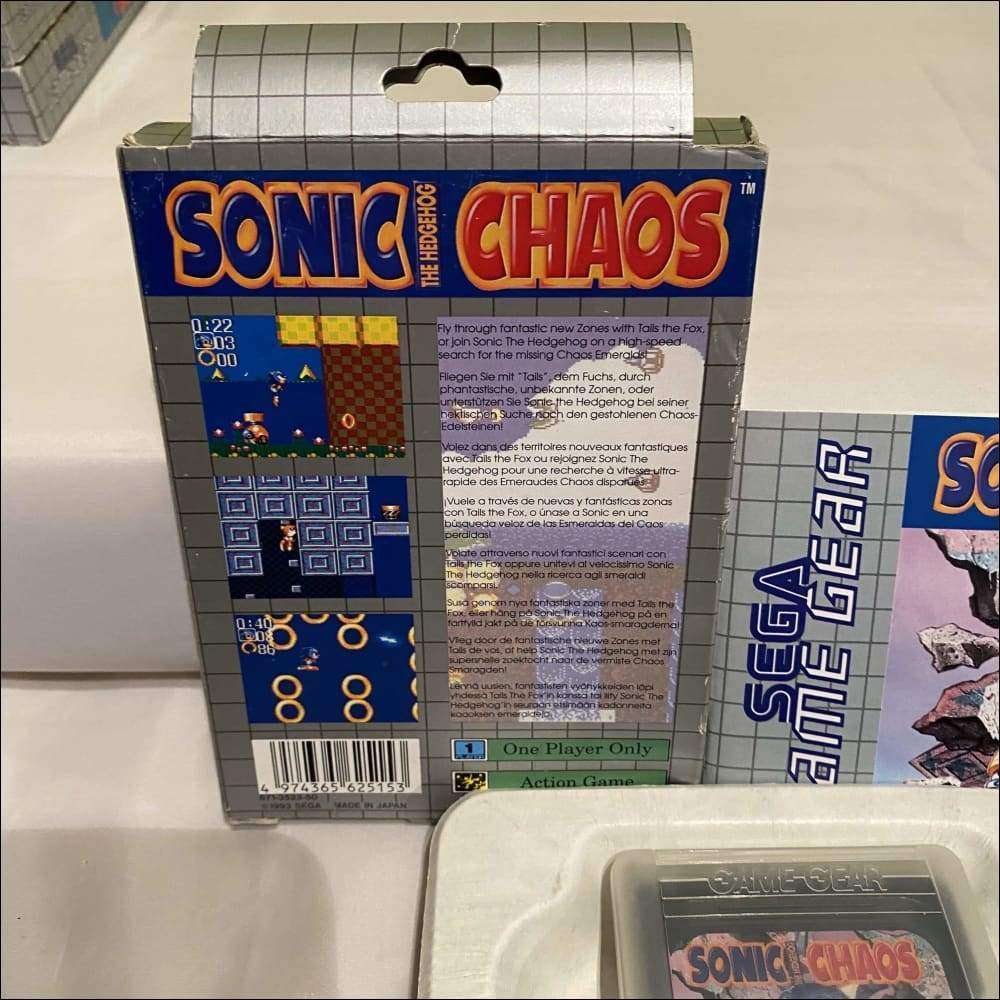 SONIC THE HEDGEHOG CHAOS ™
0:22
03
00
Fly through fantastic new Zones with Tails the Fox,
or join Sonic The Hedgehog on a high-speed
search for the missing Chaos Emeralds!
Fliegen Sie mit "Tails", dem Fuchs, durch
phantastische, unbekannte Zonen, oder
unterstützen Sie Sonic the Hedgehog bei seiner
hektischen Suche nach den gestohlenen Chaos-
Edelsteinen!
Volez dans des territoires nouveaux fantastiques
avec Tails the Fox ou rejoignez Sonic The
Hedgehog pour une recherche à vitesse ultra-
rapide des Emeraudes Chaos disparues.
¡Vuele a través de nuevas y fantásticas zonas
con Tails the Fox, o únase a Sonic en una
búsqueda veloz de las Esmeraldas del Caos
perdidas!
Volate attraverso nuovi fantastici scenari con
Tails the Fox oppure unitevi al velocissimo Sonic
The Hedgehog nella ricerca agli smeraldi
scomparsi.
Susa genom nya fantastiska zoner med Tails the
Fox, eller häng på Sonic The Hedgehog på en
fartfylld jakt på de försvunna Kaos-smaragderna!
Vlieg door de fantastische nieuwe Zones met
Tails de vos, of help Sonic The Hedgehog met zijn
supersnelle zoektocht naar de vermiste Chaos
Smaragden!
Lennä uusien, fantastisten vyöhykkeiden läpi
yhdessä Tails The Fox'in kanssa tai liity Sonic The
Hedgehog'in seuraan etsimään kadonneita
kaaoksen emeraldeja.
0:40
08
86
1 One Player Only
Action Game
4 974365 625153
© 1993 SEGA MADE IN JAPAN
SEGA
GAME GEAR
SO
GAME GEAR
SONIC THE HEDGEHOG CHAOS